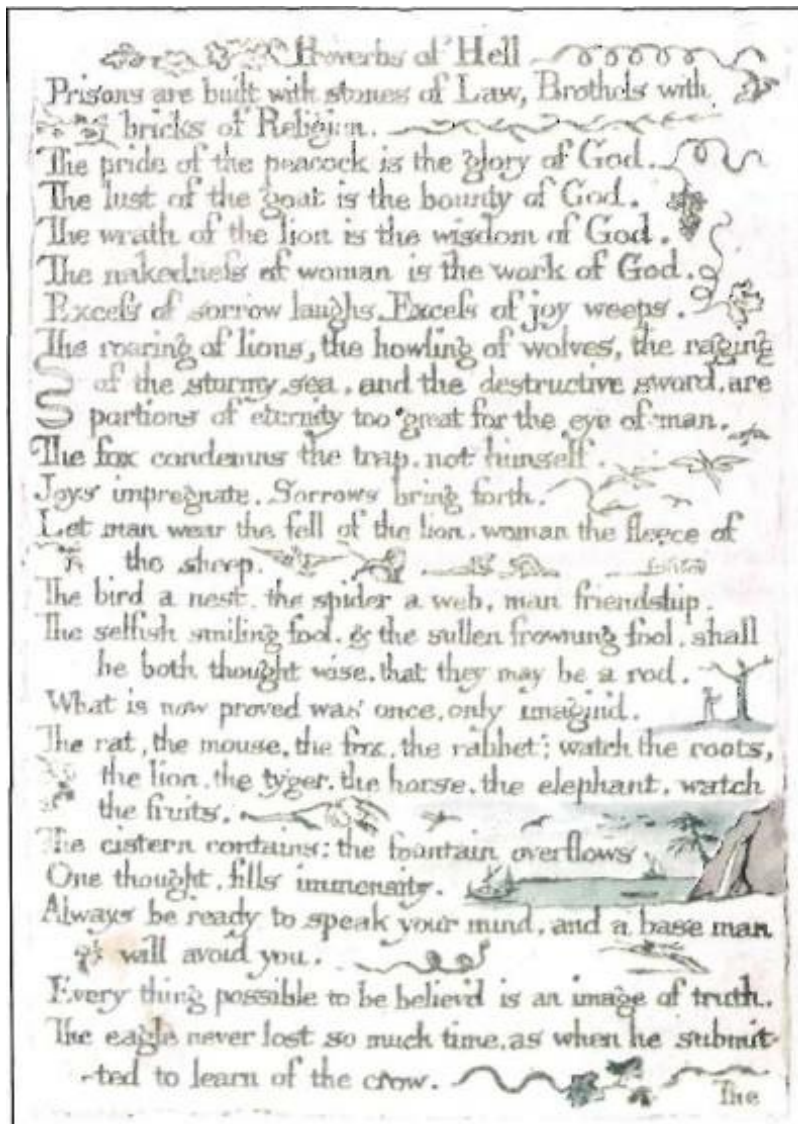 Proverbs of Hell
Prisons are built with stones of Law, Brothels with
bricks of Religion.
The pride of the peacock is the glory of God.
The lust of the goat is the bounty of God.
The wrath of the lion is the wisdom of God.
The nakedneſs of woman is the work of God.
Exceſs of sorrow laughs. Exceſs of joy weeps.
The roaring of lions, the howling of wolves, the raging
of the stormy sea, and the destructive sword, are
portions of eternity too great for the eye of man.
The fox condemns the trap, not himself.
Joys impregnate. Sorrows bring forth.
Let man wear the fell of the lion, woman the fleece of
the sheep.
The bird a nest, the spider a web, man friendship.
The selfish smiling fool, & the sullen frowning fool, shall
be both thought wise, that they may be a rod.
What is now proved was once, only imagin'd.
The rat, the mouse, the fox, the rabbet; watch the roots,
the lion, the tyger, the horse, the elephant, watch
the fruits.
The cistern contains: the fountain overflows
One thought, fills immensity.
Always be ready to speak your mind, and a base man
will avoid you.
Every thing possible to be believ'd is an image of truth.
The eagle never lost so much time, as when he submit-
-ted to learn of the crow.
The